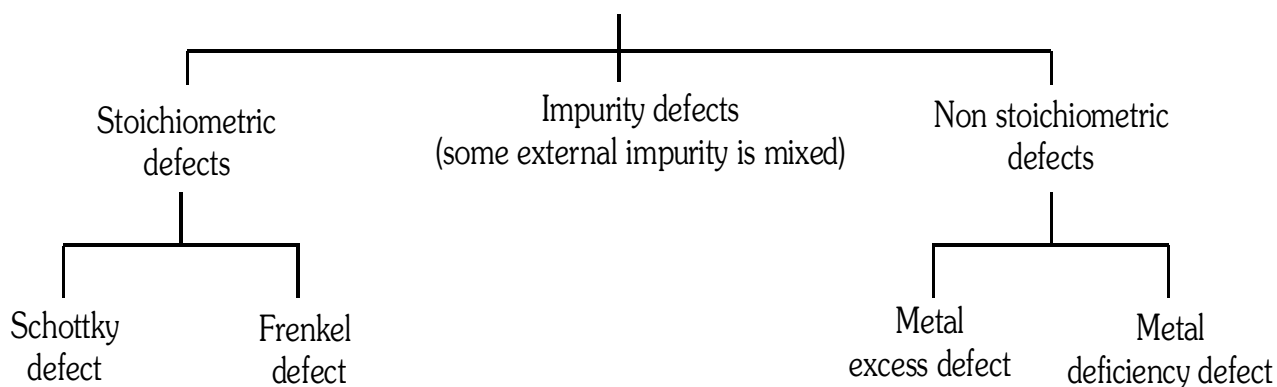 Stoichiometric
defects
Impurity defects
(some external impurity is mixed)
Non stoichiometric
defects
Schottky
defect
Frenkel
defect
Metal
excess defect
Metal
deficiency defect